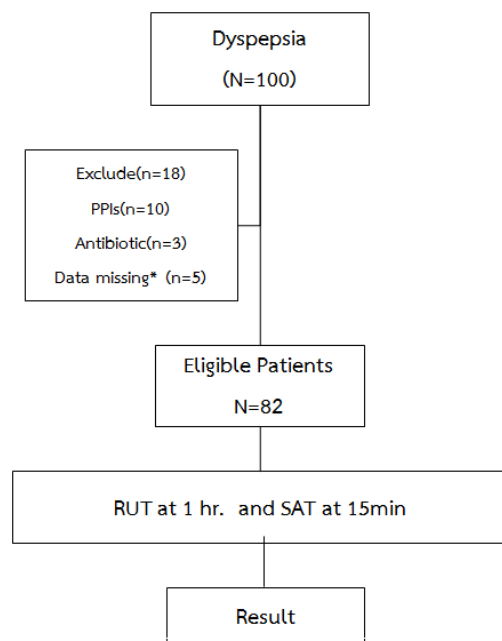 Dyspepsia
(N=100)
Exclude(n=18)
PPIs(n=10)
Antibiotic(n=3)
Data missing* (n=5)
Eligible Patients
N=82
RUT at 1 hr. and SAT at 15min
Result